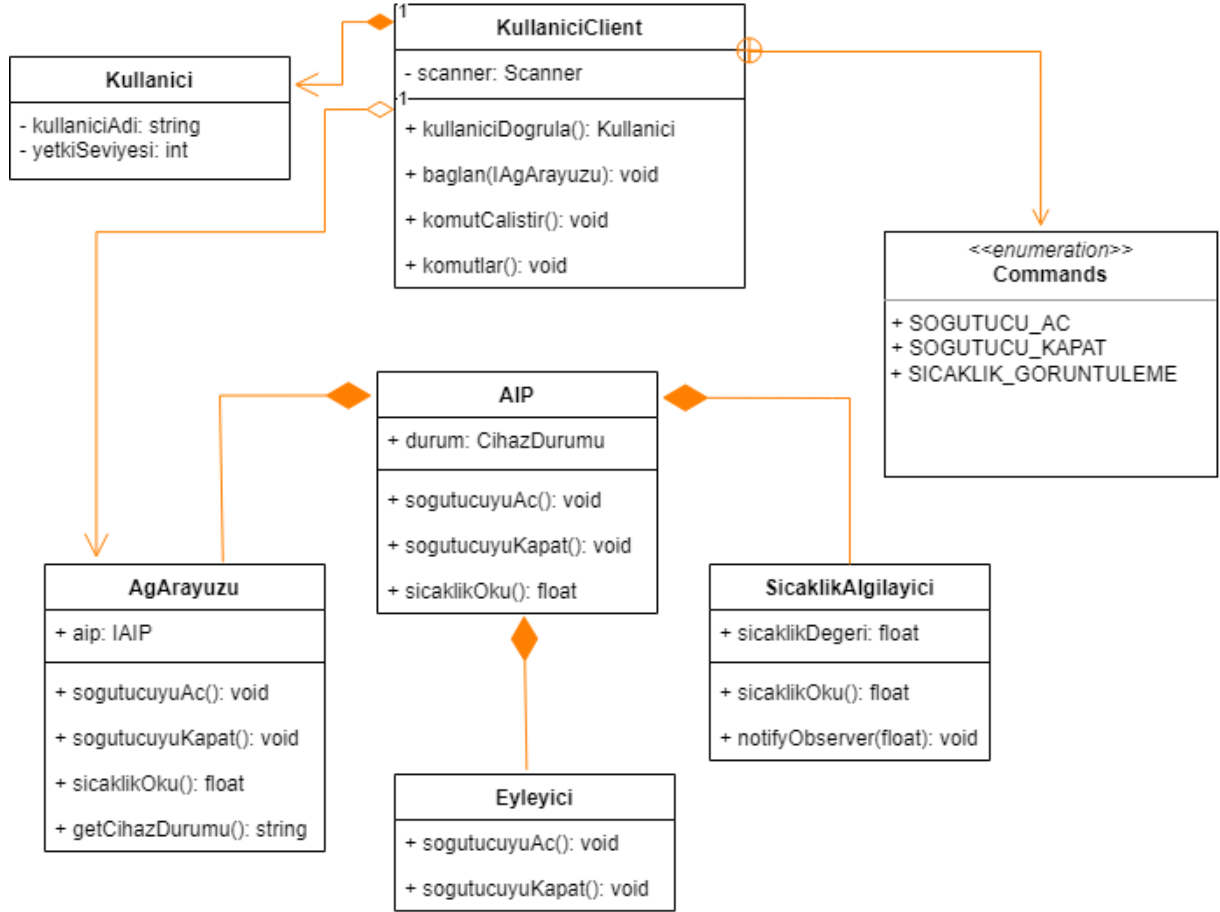 1
KullaniciClient
- scanner: Scanner
1
+ kullaniciDogrula(): Kullanici
+ baglan(IAgArayuzu): void
+ komutCalistir(): void
+ komutlar(): void
Kullanici
- kullaniciAdi: string
- yetkiSeviyesi: int
<<enumeration>>
Commands
+ SOGUTUCU_AC
+ SOGUTUCU_KAPAT
+ SICAKLIK_GORUNTULEME
AIP
+ durum: CihazDurumu
+ sogutucuyuAc(): void
+ sogutucuyuKapat(): void
+ sicaklikOku(): float
AgArayuzu
+ aip: IAIP
+ sogutucuyuAc(): void
+ sogutucuyuKapat(): void
+ sicaklikOku(): float
+ getCihazDurumu(): string
SicaklikAlgilayici
+ sicaklikDegeri: float
+ sicaklikOku(): float
+ notifyObserver(float): void
Eyleyici
+ sogutucuyuAc(): void
+ sogutucuyuKapat(): void